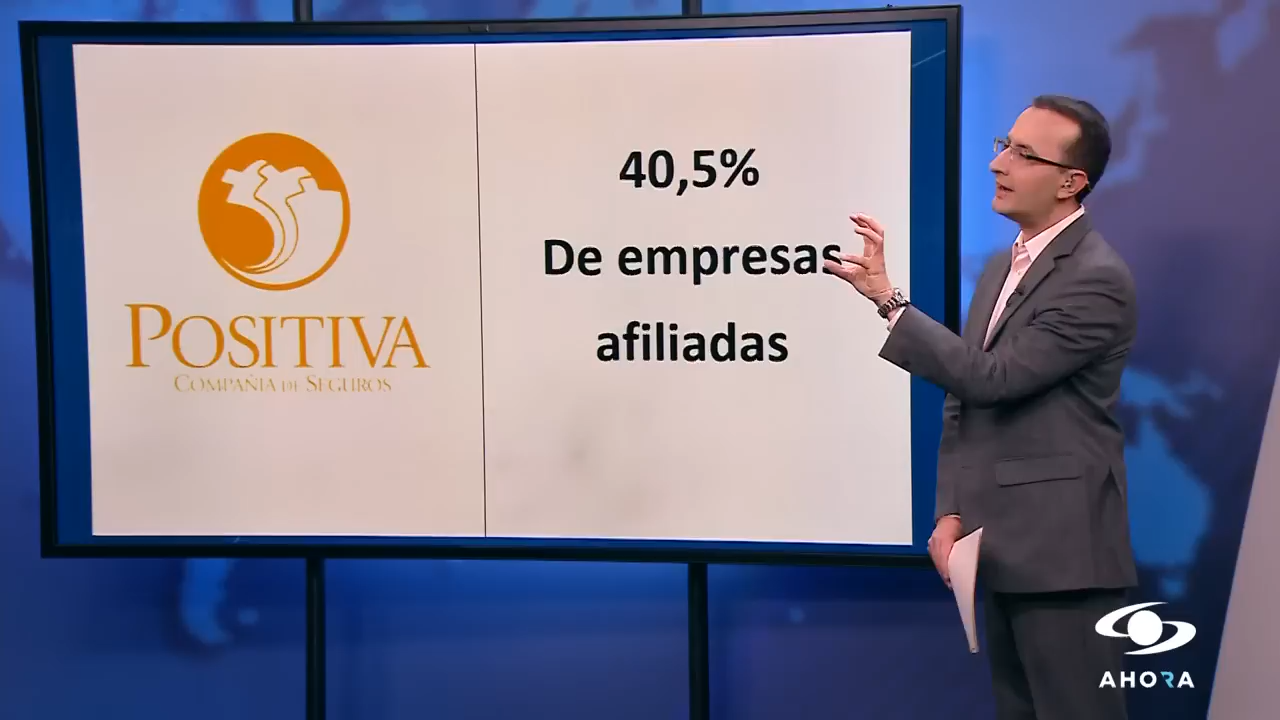 POSITIVA
COMPAÑIA DE SEGUROS
40,5%
De empresas
afiliadas
AHORA